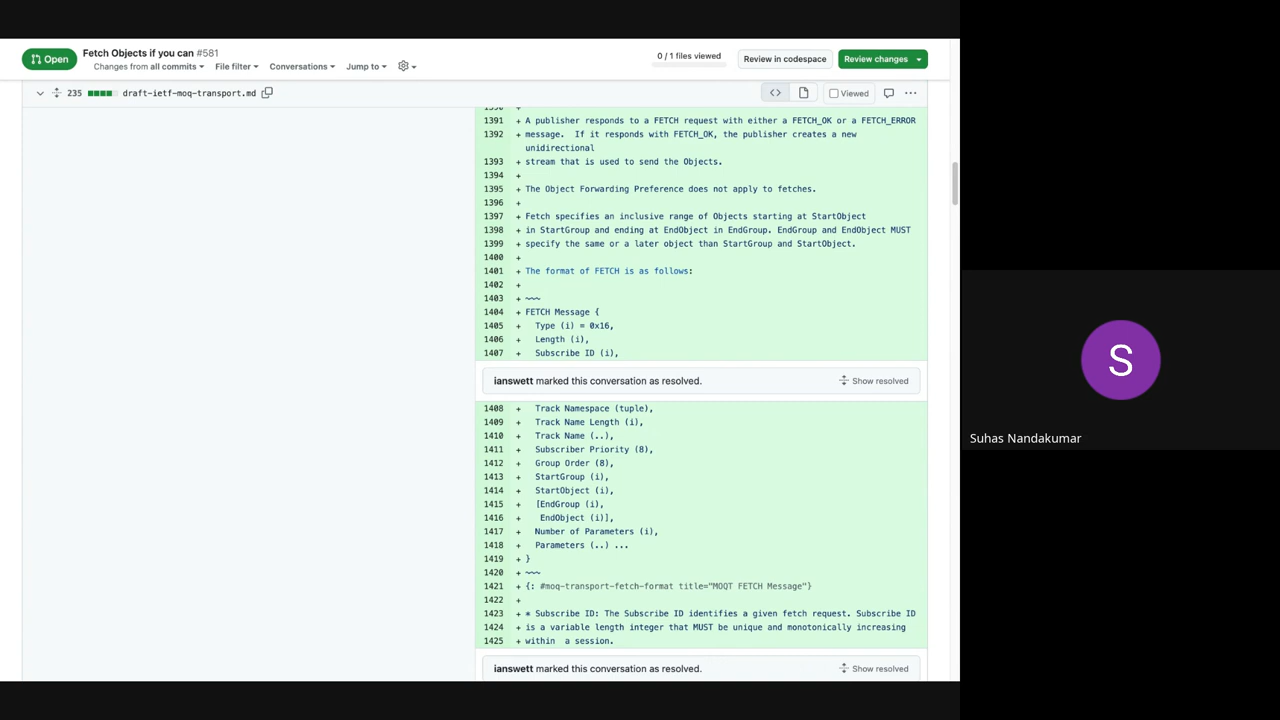 Open
Fetch Objects if you can #581
Changes from all commits
File filter
Conversations
Jump to
0 / 1 files viewed
Review in codespace
Review changes
235
draft-ietf-moq-transport.md
Viewed
1390 +
1391 + A publisher responds to a FETCH request with either a FETCH_OK or a FETCH_ERROR
1392 + message.  If it responds with FETCH_OK, the publisher creates a new
unidirectional
1393 + stream that is used to send the Objects.
1394 +
1395 + The Object Forwarding Preference does not apply to fetches.
1396 +
1397 + Fetch specifies an inclusive range of Objects starting at StartObject
1398 + in StartGroup and ending at EndObject in EndGroup. EndGroup and EndObject MUST
1399 + specify the same or a later object than StartGroup and StartObject.
1400 +
1401 + The format of FETCH is as follows:
1402 +
1403 + ~~~
1404 + FETCH Message {
1405 +   Type (i) = 0x16,
1406 +   Length (i),
1407 +   Subscribe ID (i),
ianswett marked this conversation as resolved.
Show resolved
1408 +   Track Namespace (tuple),
1409 +   Track Name Length (i),
1410 +   Track Name (..),
1411 +   Subscriber Priority (8),
1412 +   Group Order (8),
1413 +   StartGroup (i),
1414 +   StartObject (i),
1415 +   [EndGroup (i),
1416 +    EndObject (i)],
1417 +   Number of Parameters (i),
1418 +   Parameters (..) ...
1419 + }
1420 + ~~~
1421 + {: #moq-transport-fetch-format title="MOQT FETCH Message"}
1422 +
1423 + * Subscribe ID: The Subscribe ID identifies a given fetch request. Subscribe ID
1424 + is a variable length integer that MUST be unique and monotonically increasing
1425 + within  a session.
ianswett marked this conversation as resolved.
Show resolved
S
Suhas Nandakumar